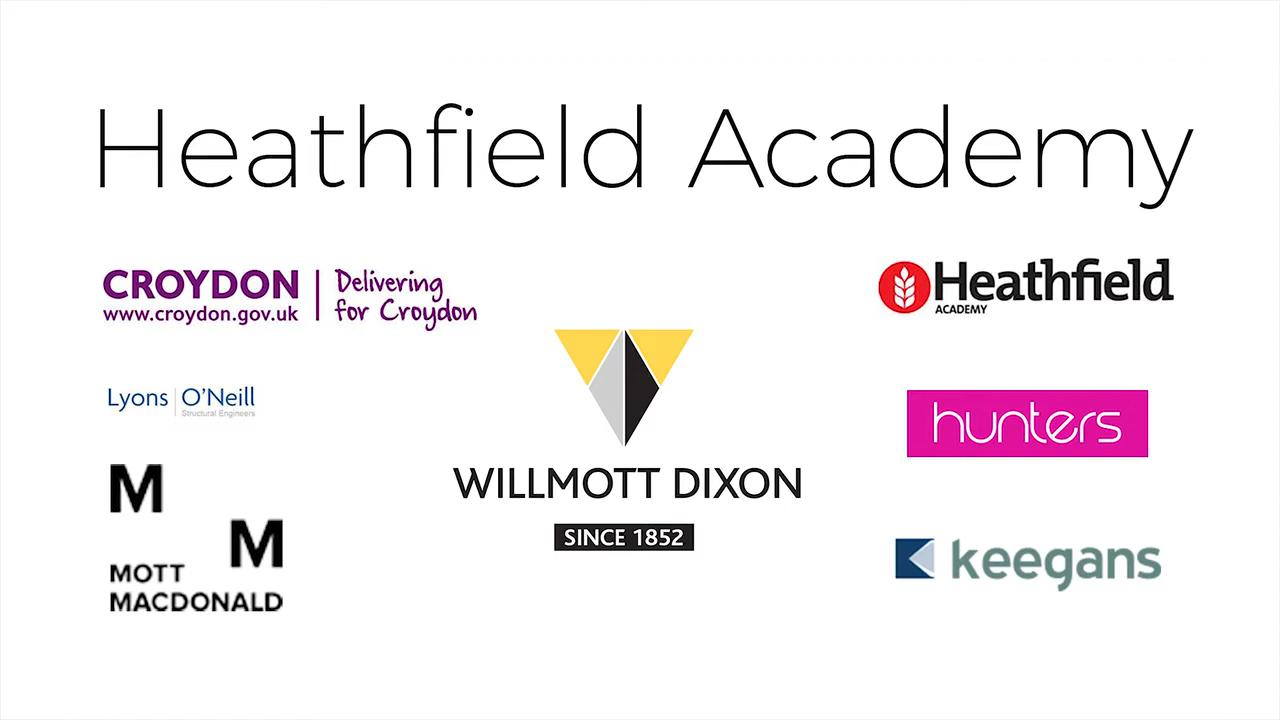 Heathfield Academy
CROYDON
www.croydon.gov.uk
Delivering
for Croydon
Heathfield
ACADEMY
Lyons | O'Neill
Structural Engineers
hunters
WILLMOTT DIXON
SINCE 1852
M
M
MOTT
MACDONALD
keegans